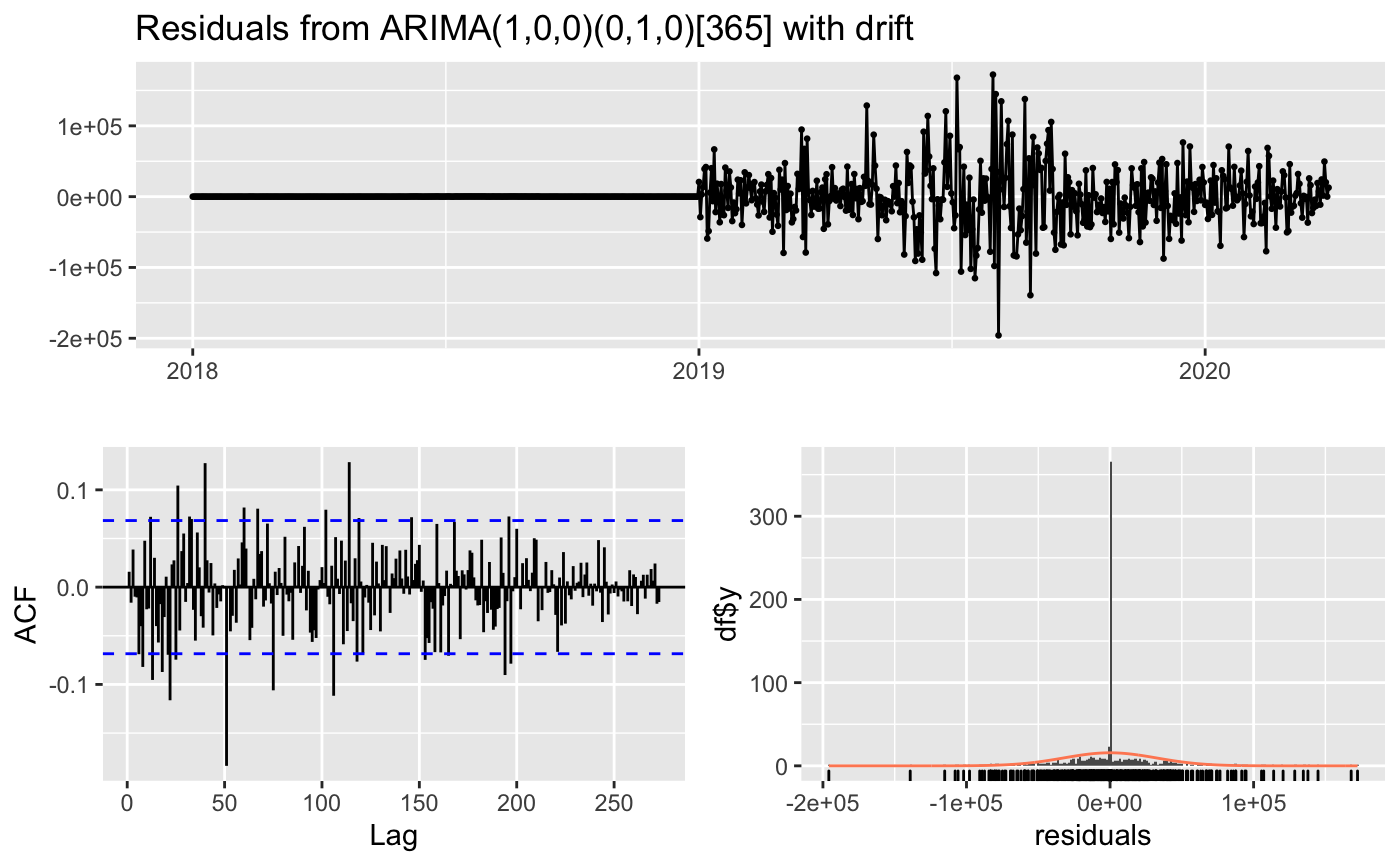 Residuals from ARIMA(1,0,0)(0,1,0)[365] with drift
1e+05
0e+00
-1e+05
-2e+05
2018 2019 2020
ACF
0.1
0.0
-0.1
0 50 100 150 200 250
Lag
df$y
300
200
100
0
-2e+05 -1e+05 0e+00 1e+05
residuals